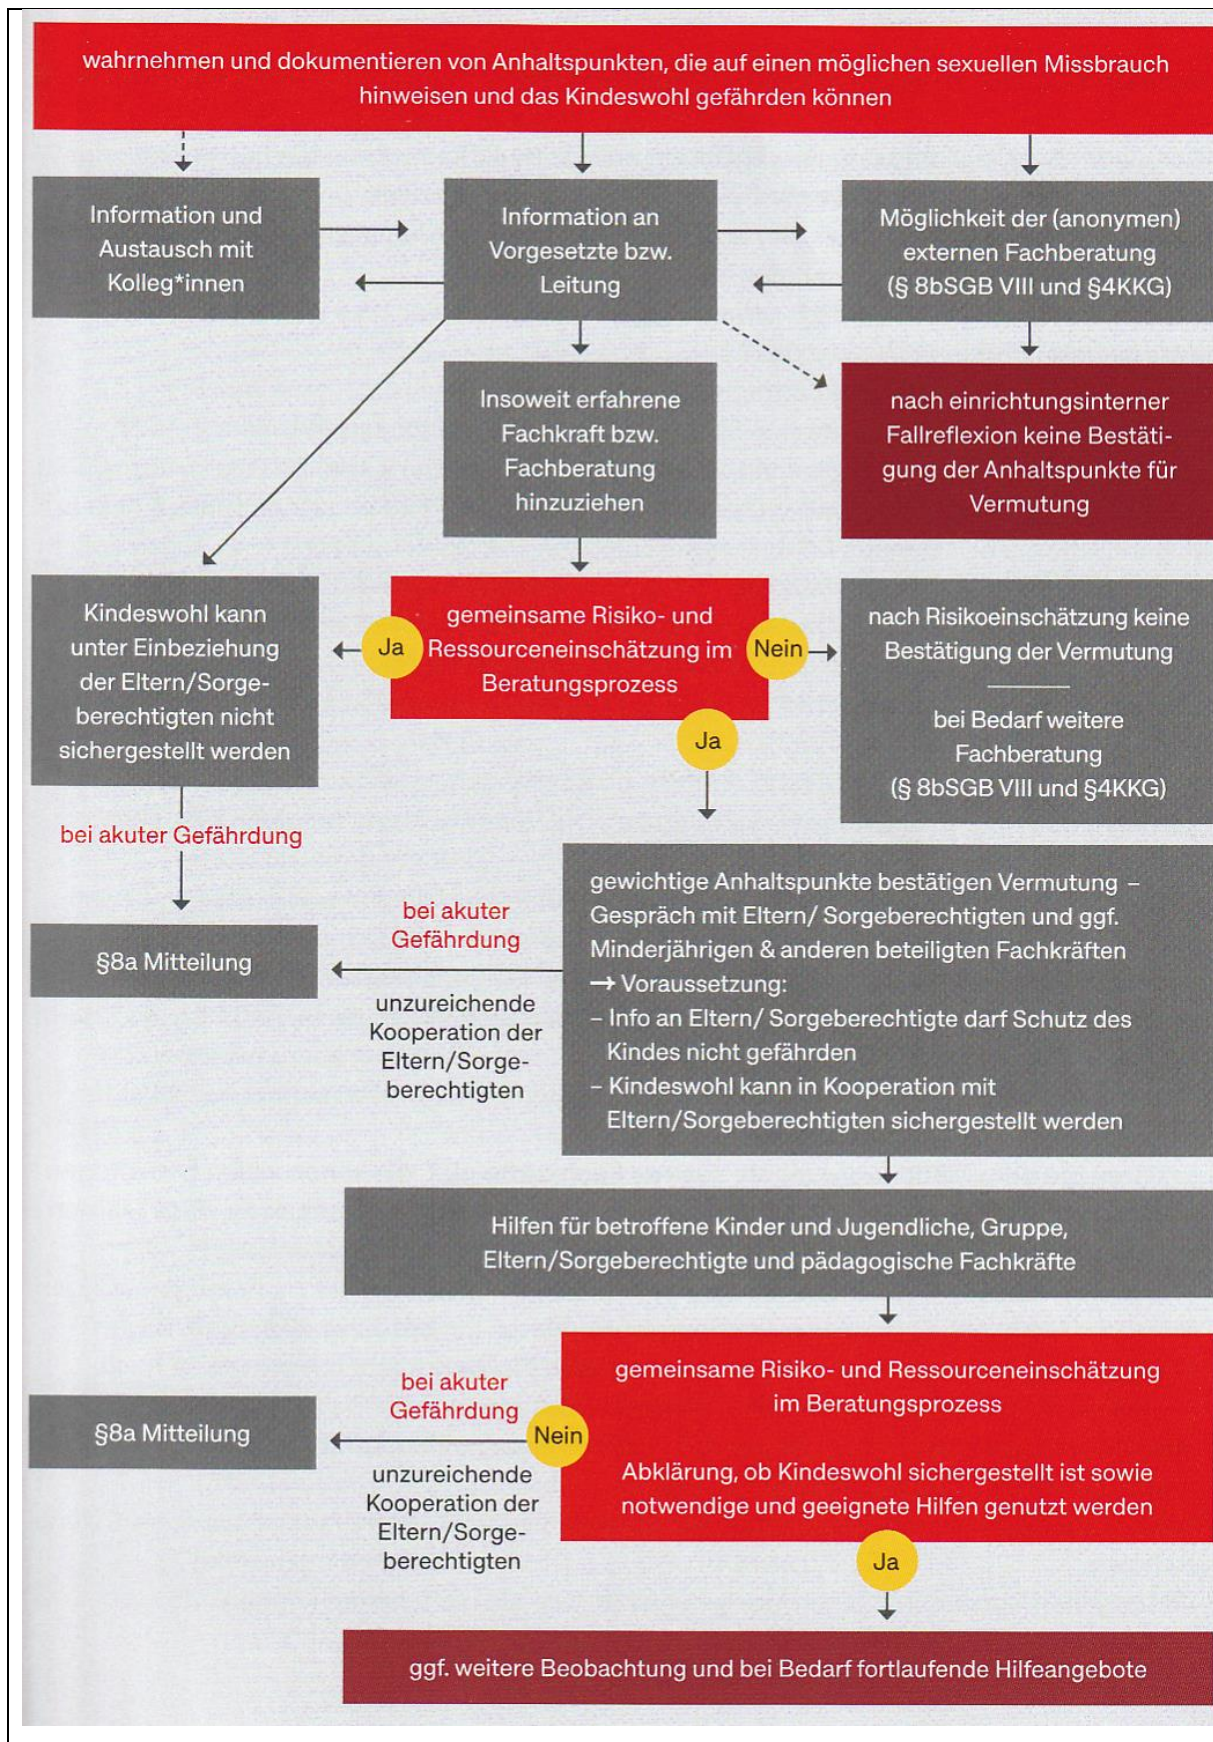 wahrnehmen und dokumentieren von Anhaltspunkten, die auf einen möglichen sexuellen Missbrauch
hinweisen und das Kindeswohl gefährden können
Information und
Austausch mit
Kolleg*innen
Information an
Vorgesetzte bzw.
Leitung
Möglichkeit der (anonymen)
externen Fachberatung
(§ 8bSGB VIII und §4KKG)
Insoweit erfahrene
Fachkraft bzw.
Fachberatung
hinzuziehen
nach einrichtungsinterner
Fallreflexion keine Bestäti-
gung der Anhaltspunkte für
Vermutung
Kindeswohl kann
unter Einbeziehung
der Eltern/Sorge-
berechtigten nicht
sichergestellt werden
Ja
gemeinsame Risiko- und
Ressourceneinschätzung im
Beratungsprozess
Nein
Ja
nach Risikoeinschätzung keine
Bestätigung der Vermutung
bei Bedarf weitere
Fachberatung
(§ 8bSGB VIII und §4KKG)
bei akuter Gefährdung
§8a Mitteilung
bei akuter
Gefährdung
unzureichende
Kooperation der
Eltern/Sorge-
berechtigten
gewichtige Anhaltspunkte bestätigen Vermutung –
Gespräch mit Eltern/ Sorgeberechtigten und ggf.
Minderjährigen & anderen beteiligten Fachkräften
→ Voraussetzung:
– Info an Eltern/ Sorgeberechtigte darf Schutz des
Kindes nicht gefährden
– Kindeswohl kann in Kooperation mit
Eltern/Sorgeberechtigten sichergestellt werden
Hilfen für betroffene Kinder und Jugendliche, Gruppe,
Eltern/Sorgeberechtigte und pädagogische Fachkräfte
gemeinsame Risiko- und Ressourceneinschätzung
im Beratungsprozess
Abklärung, ob Kindeswohl sichergestellt ist sowie
notwendige und geeignete Hilfen genutzt werden
Nein
bei akuter
Gefährdung
unzureichende
Kooperation der
Eltern/Sorge-
berechtigten
§8a Mitteilung
Ja
ggf. weitere Beobachtung und bei Bedarf fortlaufende Hilfeangebote